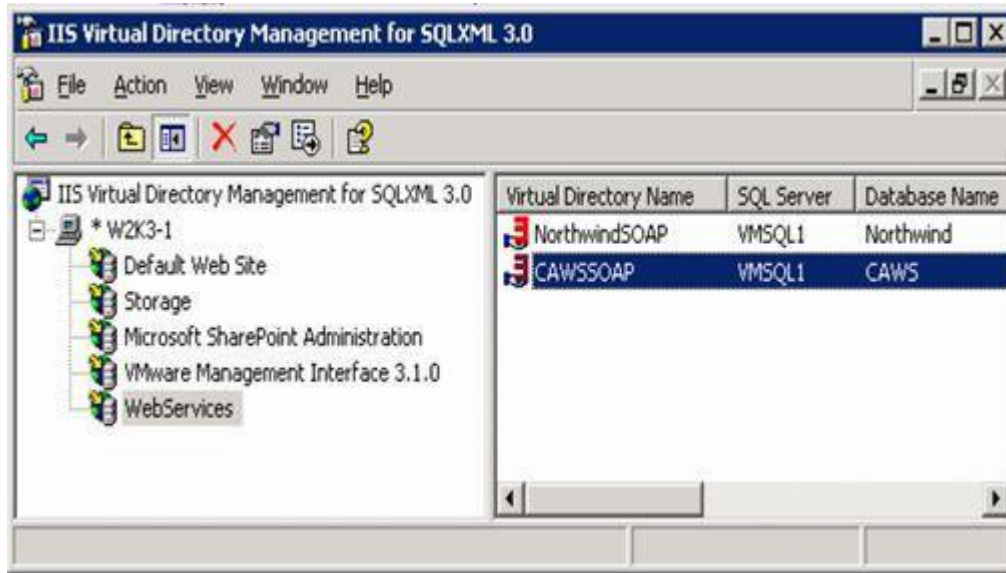 IIS Virtual Directory Management for SQLXML 3.0
File Action View Window Help
IIS Virtual Directory Management for SQLXML 3.0
* W2K3-1
Default Web Site
Storage
Microsoft SharePoint Administration
VMware Management Interface 3.1.0
WebServices
Virtual Directory Name SQL Server Database Name
NorthwindSOAP VMSQL1 Northwind
CAWSSOAP VMSQL1 CAWS